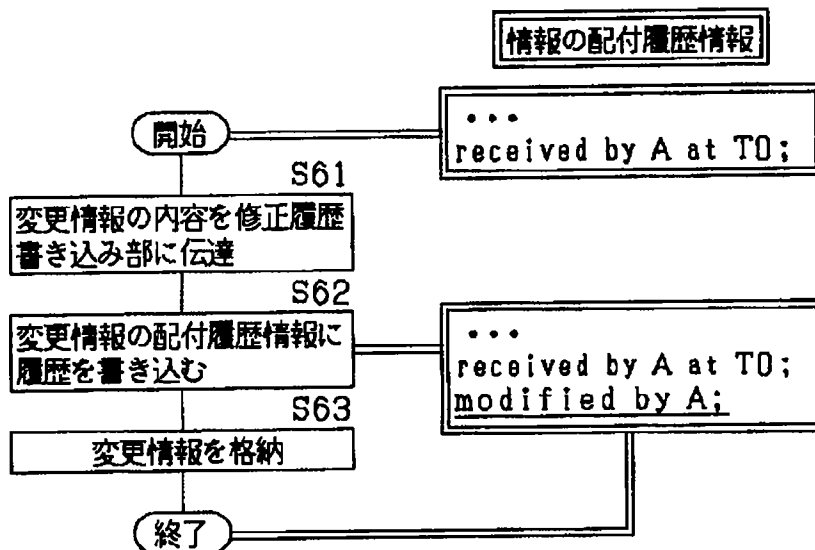 情報の配付履歴情報
開始
•••
received by A at T0;
S61
変更情報の内容を修正履歴
書き込み部に伝達
S62
変更情報の配付履歴情報に
履歴を書き込む
•••
received by A at T0;
modified by A;
S63
変更情報を格納
終了